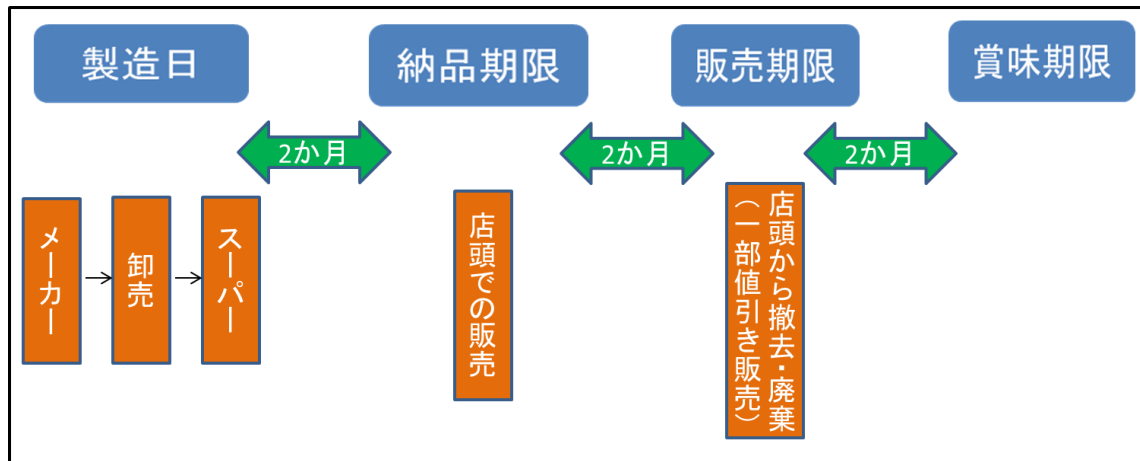 製造日
納品期限
販売期限
賞味期限
2か月
2か月
2か月
メーカー
卸売
スーパー
店頭での販売
店頭から撤去・廃棄
（一部値引き販売）